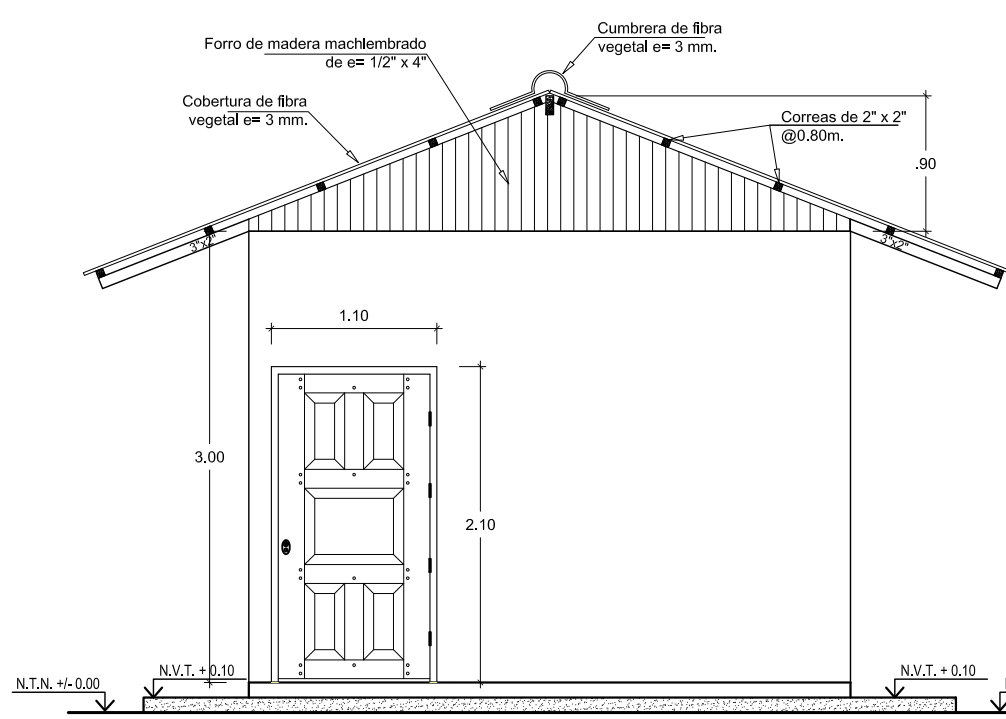 Cumbrera de fibra
vegetal e= 3 mm.
Forro de madera machlembrado
de e= 1/2" x 4"
Cobertura de fibra
vegetal e= 3 mm.
Correas de 2" x 2"
@0.80m.
.90
3"x2"
3"x2"
1.10
3.00
2.10
N.V.T. + 0.10
N.V.T. + 0.10
N.T.N. +/- 0.00